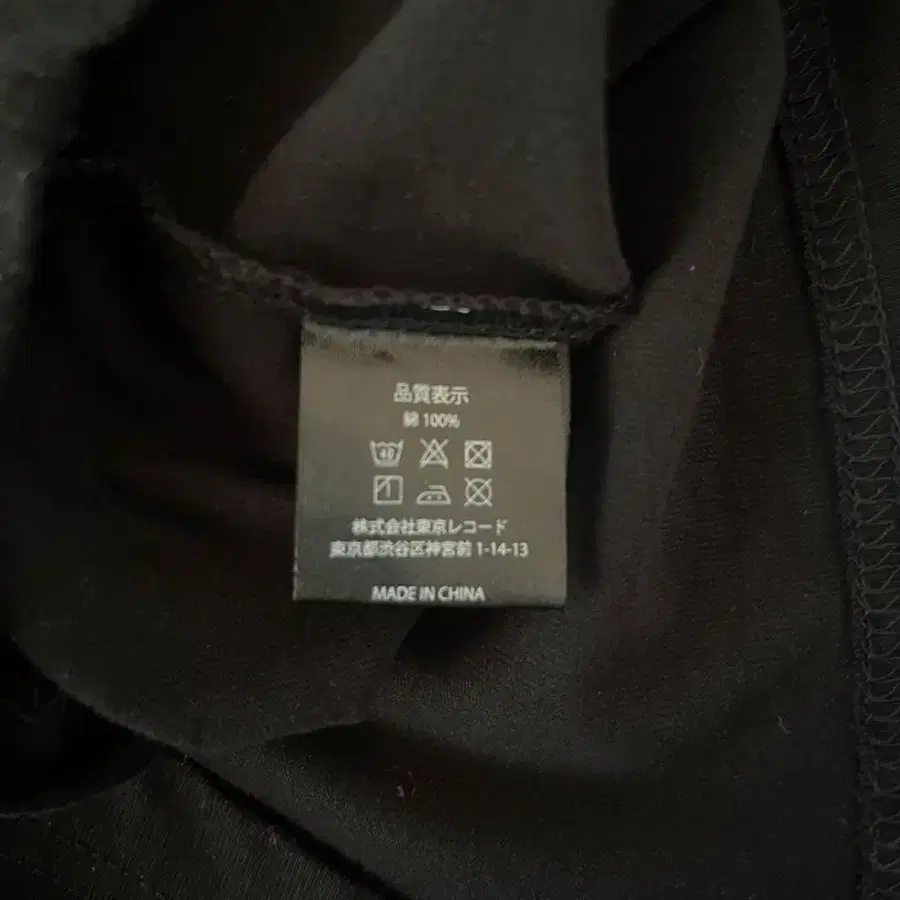 品質表示
綿 100%
40
株式会社東京レコード
東京都渋谷区神宮前 1-14-13
MADE IN CHINA